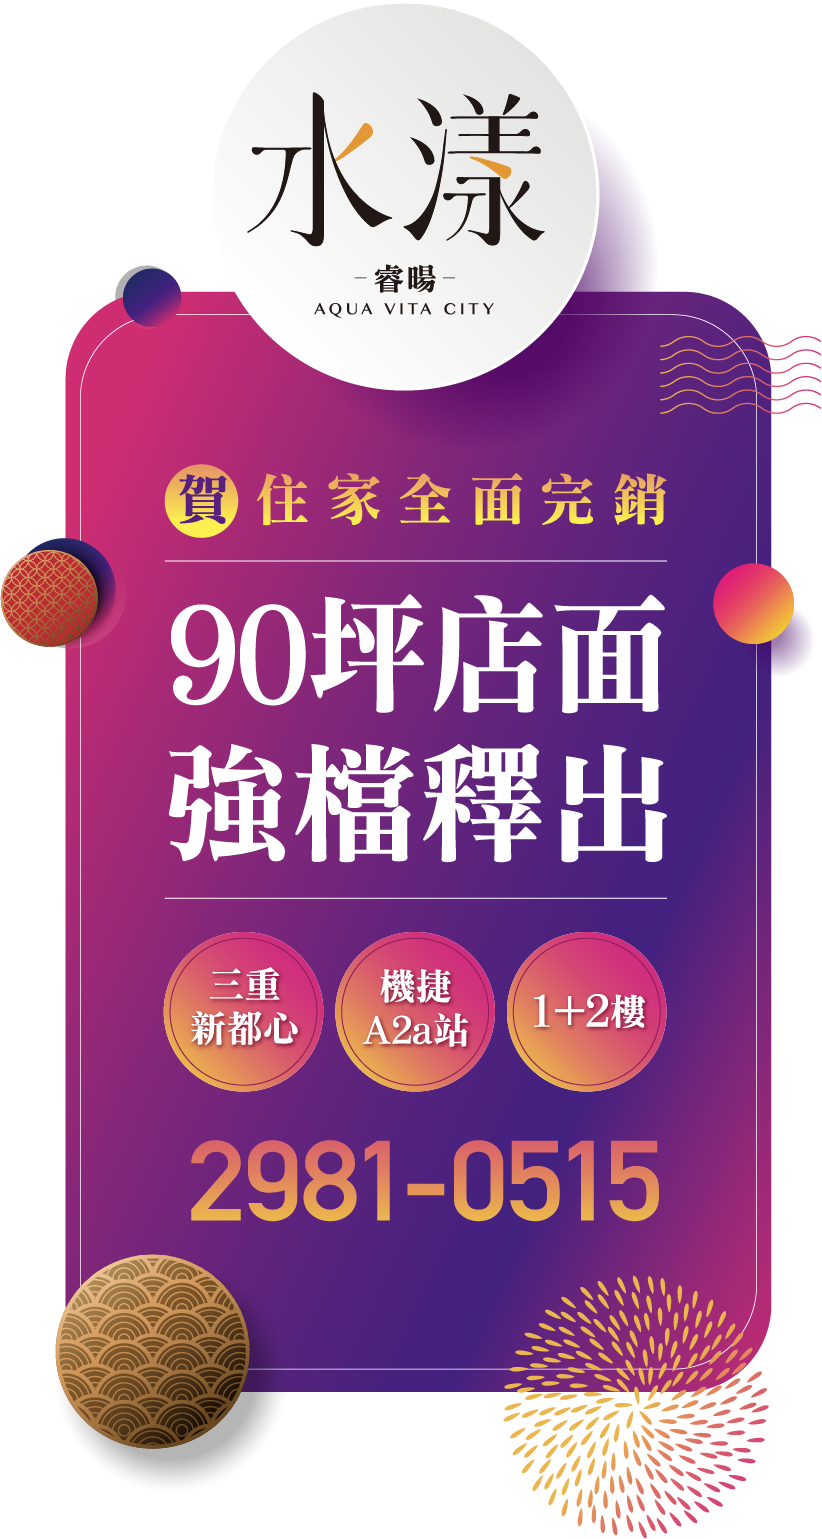 水漾
-睿暘-
AQUA VITA CITY
賀住家全面完銷
90坪店面
強檔釋出
三重
新都心
機捷
A2a站
1+2樓
2981-0515